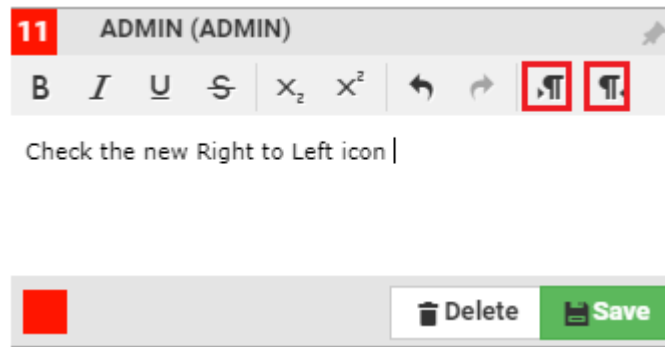 11 ADMIN (ADMIN)
B I U S X₂ X²
Check the new Right to Left icon
Delete Save